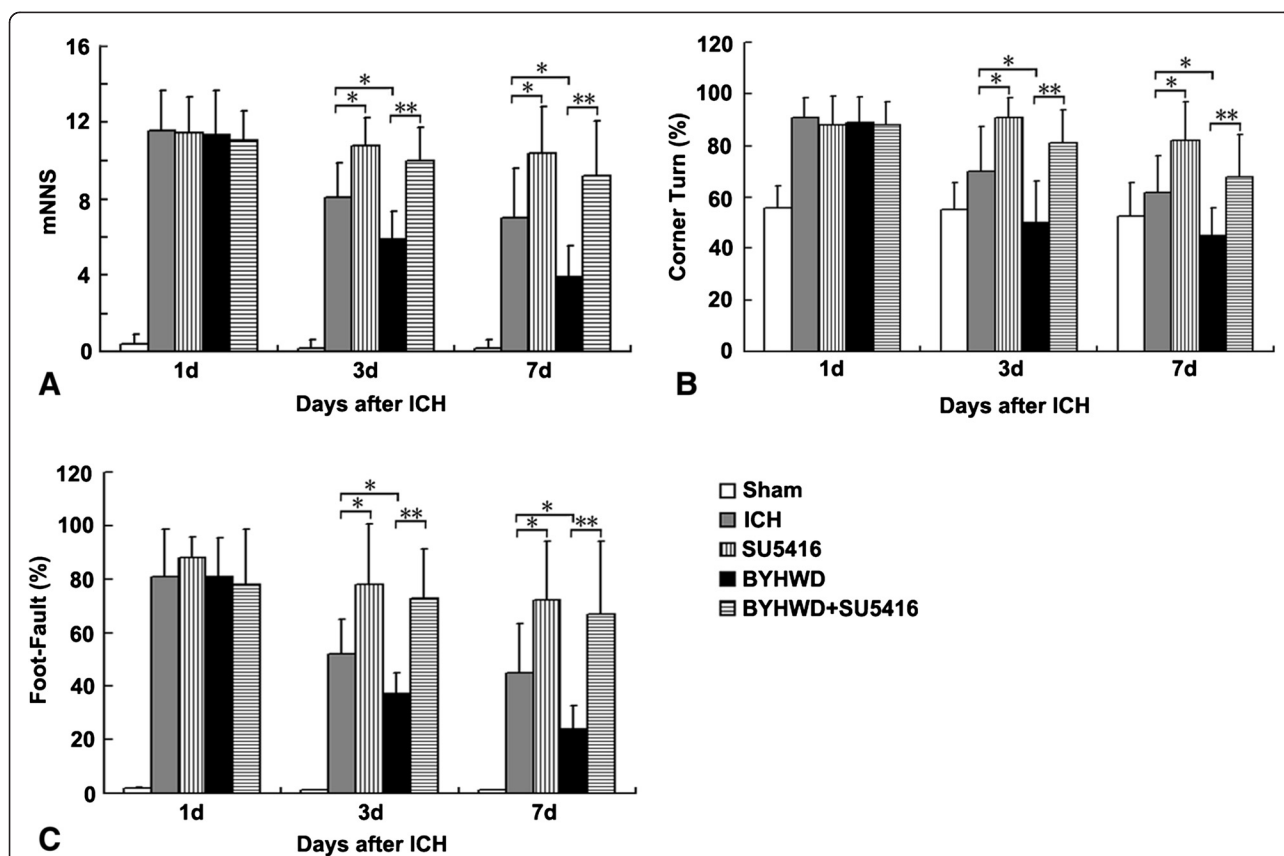 16
12
8
4
0
mNNS
*
*
**
*
*
**
1d 3d 7d
A
Days after ICH
120
100
80
60
40
20
0
Corner Turn (%)
*
*
**
*
*
**
1d 3d 7d
B
Days after ICH
120
100
80
60
40
20
0
Foot-Fault (%)
*
*
**
*
*
**
1d 3d 7d
C
Days after ICH
Sham
ICH
SU5416
BYHWD
BYHWD+SU5416